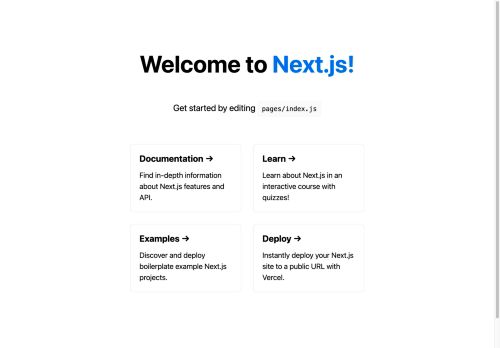 Welcome to Next.js!
Get started by editing pages/index.js
Documentation →
Find in-depth information
about Next.js features and
API.
Learn →
Learn about Next.js in an
interactive course with
quizzes!
Examples →
Discover and deploy
boilerplate example Next.js
projects.
Deploy →
Instantly deploy your Next.js
site to a public URL with
Vercel.